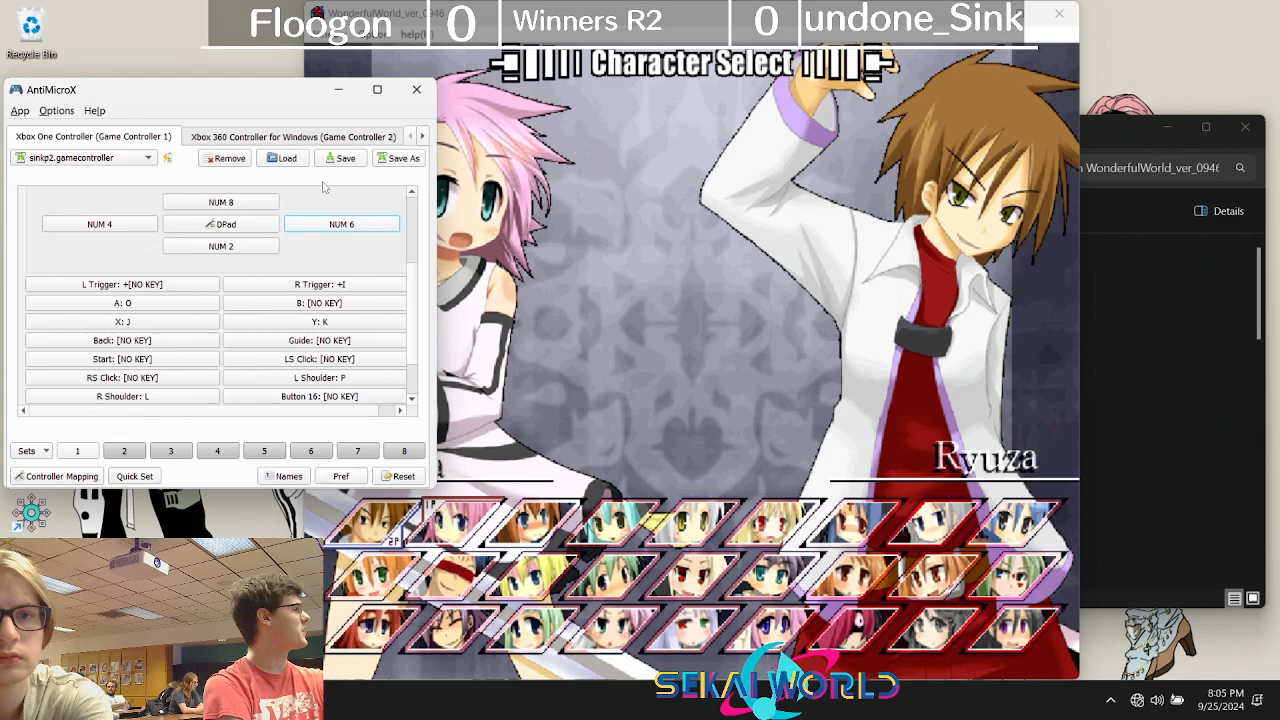 Floogon 0 Winners R2 0 undone_Sink
Recycle Bin
WonderfulWorld_ver_0946
Character Select
AntiMicroX
App Options Help
Xbox One Controller (Game Controller 1) Xbox 360 Controller for Windows (Game Controller 2)
sinkp2.gamecontroller Remove Load Save Save As
WonderfulWorld_ver_0946
Details
NUM 8
NUM 4 DPad NUM 6
NUM 2
L Trigger: +[NO KEY] R Trigger: +I
A: O B: [NO KEY]
X: J Y: K
Back: [NO KEY] Guide: [NO KEY]
Start: [NO KEY] LS Click: [NO KEY]
RS Click: [NO KEY] L Shoulder: P
R Shoulder: L Button 16: [NO KEY]
Sets 1 2 3 4 5 6 7 8
Controller Mapping Quick Set Names Pref Reset
Ryuza
1P
2P
SEKAI WORLD
8:05 PM
9/25/2024